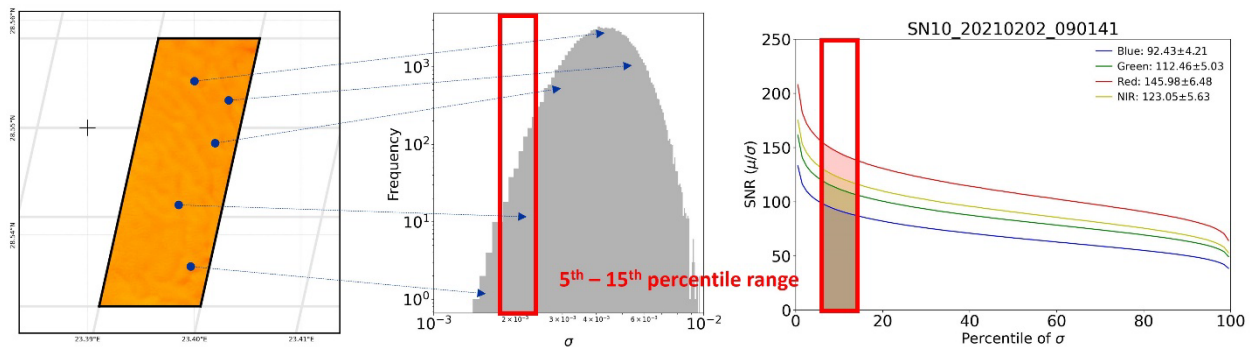 28.56°N
28.55°N
28.54°N
23.39°E
23.40°E
23.41°E
Frequency
10³
10²
10¹
10⁰
10⁻³
2 × 10⁻³
3 × 10⁻³
4 × 10⁻³
6 × 10⁻³
10⁻²
σ
5th – 15th percentile range
SN10_20210202_090141
SNR (μ/σ)
250
200
150
100
50
0
Blue: 92.43±4.21
Green: 112.46±5.03
Red: 145.98±6.48
NIR: 123.05±5.63
0
20
40
60
80
100
Percentile of σ